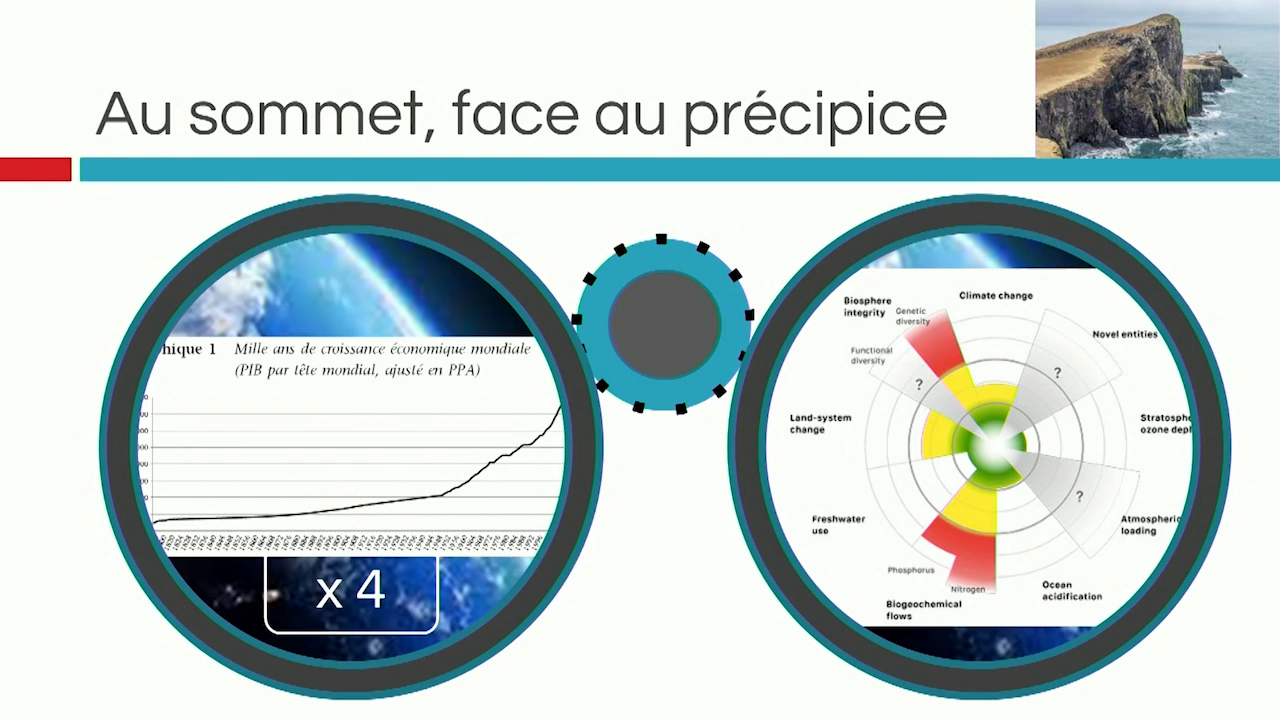 Au sommet, face au précipice
hique 1 Mille ans de croissance économique mondiale
(PIB par tête mondial, ajusté en PPA)
x 4
Climate change
Biosphere
integrity
Genetic
diversity
Novel entities
Functional
diversity
?
?
Land-system
change
Stratosphe
ozone depl
?
Freshwater
use
Atmospheric
loading
Phosphorus
Nitrogen
Ocean
acidification
Biogeochemical
flows